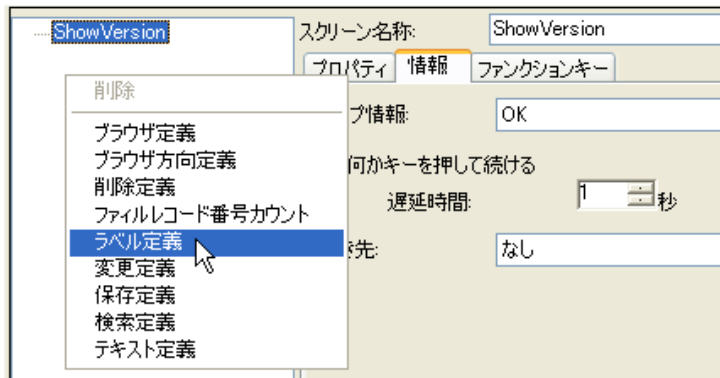 ShowVersion
スクリーン名称:
ShowVersion
プロパティ
情報
ファンクションキー
削除
ブラウザ定義
ブラウザ方向定義
削除定義
ファィルレコード番号カウント
ラベル定義
変更定義
保存定義
検索定義
テキスト定義
プ情報:
OK
何かキーを押して続ける
遅延時間:
1
秒
先:
なし